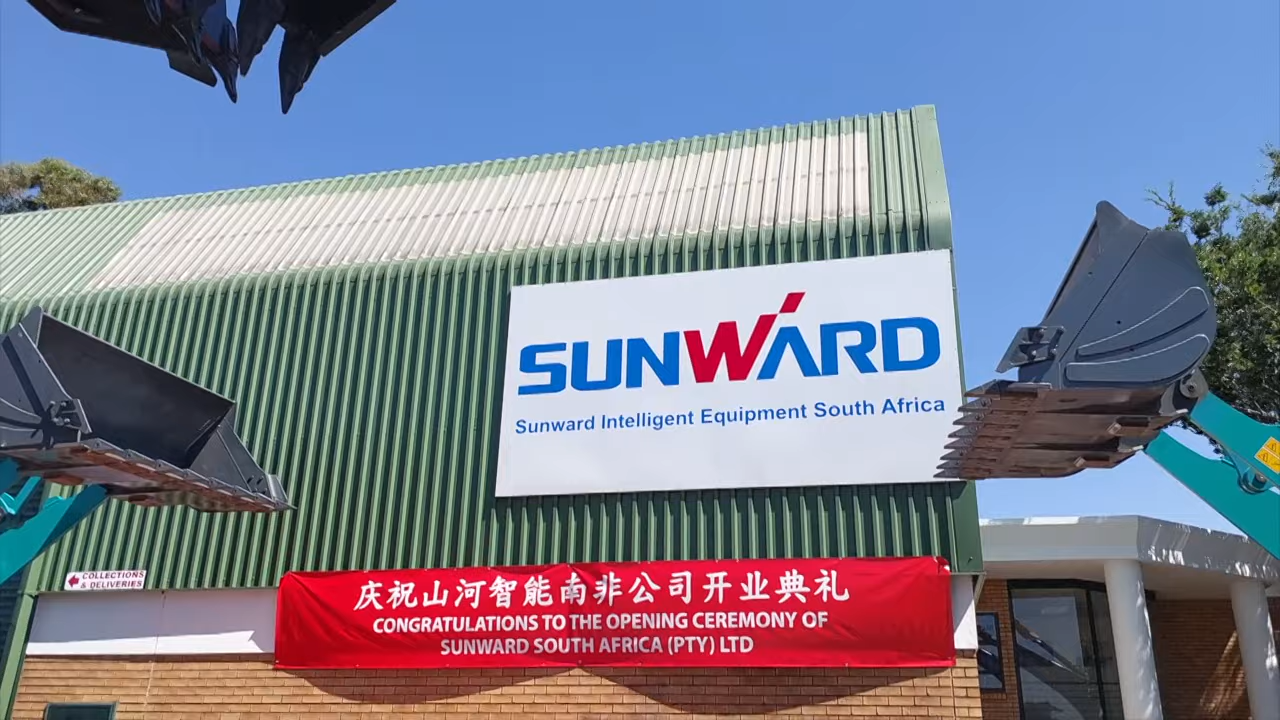 SUNWARD
Sunward Intelligent Equipment South Africa
COLLECTIONS
& DELIVERIES
庆祝山河智能南非公司开业典礼
CONGRATULATIONS TO THE OPENING CEREMONY OF
SUNWARD SOUTH AFRICA (PTY) LTD